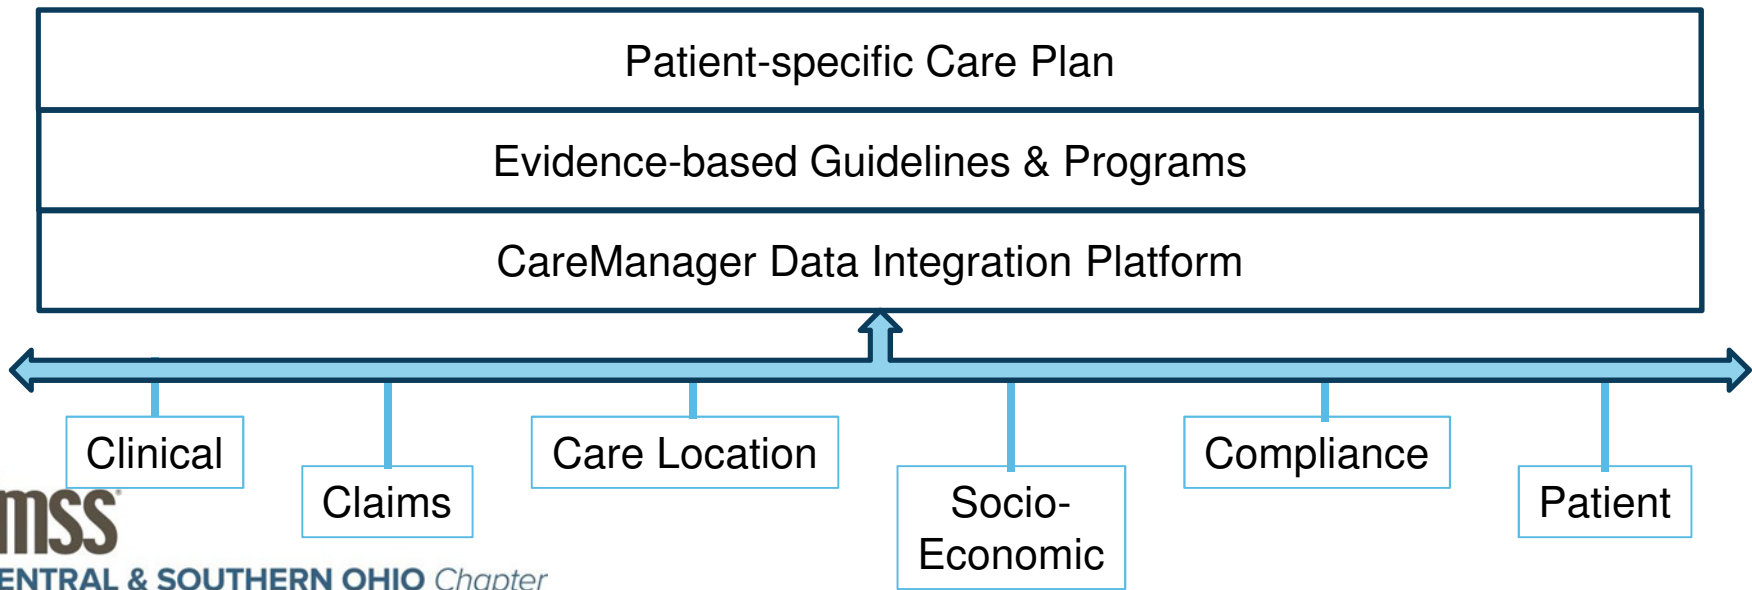 Patient-specific Care Plan
Evidence-based Guidelines & Programs
CareManager Data Integration Platform
Clinical
Claims
Care Location
Socio-
Economic
Compliance
Patient
mss
ENTRAL & SOUTHERN OHIO Chapter